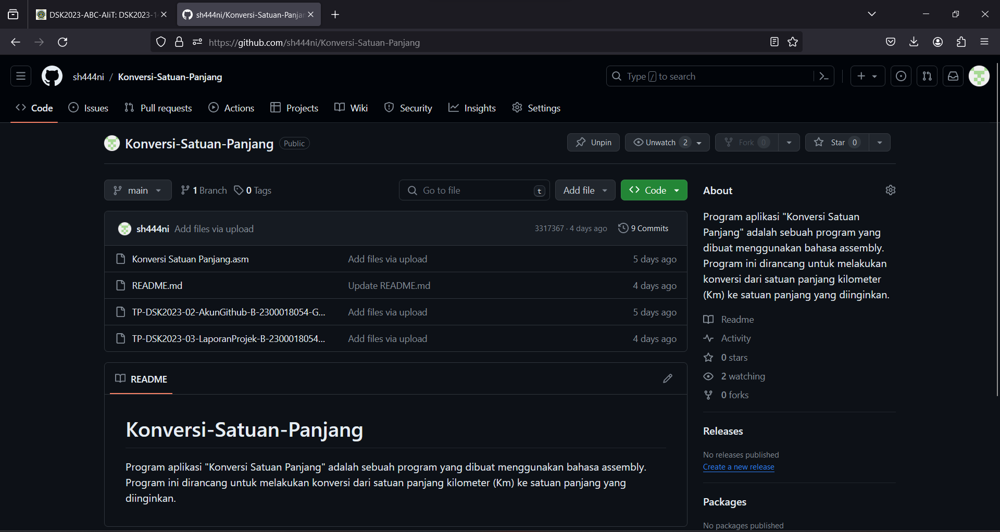 DSK2023-ABC-AliT: DSK2023-1
sh444ni/Konversi-Satuan-Panjan
https://github.com/sh444ni/Konversi-Satuan-Panjang
sh444ni / Konversi-Satuan-Panjang
Type / to search
Code Issues Pull requests Actions Projects Wiki Security Insights Settings
Konversi-Satuan-Panjang Public
Unpin Unwatch 2 Fork 0 Star 0
main 1 Branch 0 Tags
Go to file t Add file Code
sh444ni Add files via upload 3317367 · 4 days ago 9 Commits
Konversi Satuan Panjang.asm Add files via upload 5 days ago
README.md Update README.md 4 days ago
TP-DSK2023-02-AkunGithub-B-2300018054-G... Add files via upload 5 days ago
TP-DSK2023-03-LaporanProjek-B-2300018054... Add files via upload 4 days ago
README
Konversi-Satuan-Panjang
Program aplikasi "Konversi Satuan Panjang" adalah sebuah program yang dibuat menggunakan bahasa assembly.
Program ini dirancang untuk melakukan konversi dari satuan panjang kilometer (Km) ke satuan panjang yang
diinginkan.
About
Program aplikasi "Konversi Satuan
Panjang" adalah sebuah program yang
dibuat menggunakan bahasa assembly.
Program ini dirancang untuk melakukan
konversi dari satuan panjang kilometer
(Km) ke satuan panjang yang diinginkan.
Readme
Activity
0 stars
2 watching
0 forks
Releases
No releases published
Create a new release
Packages
No packages published